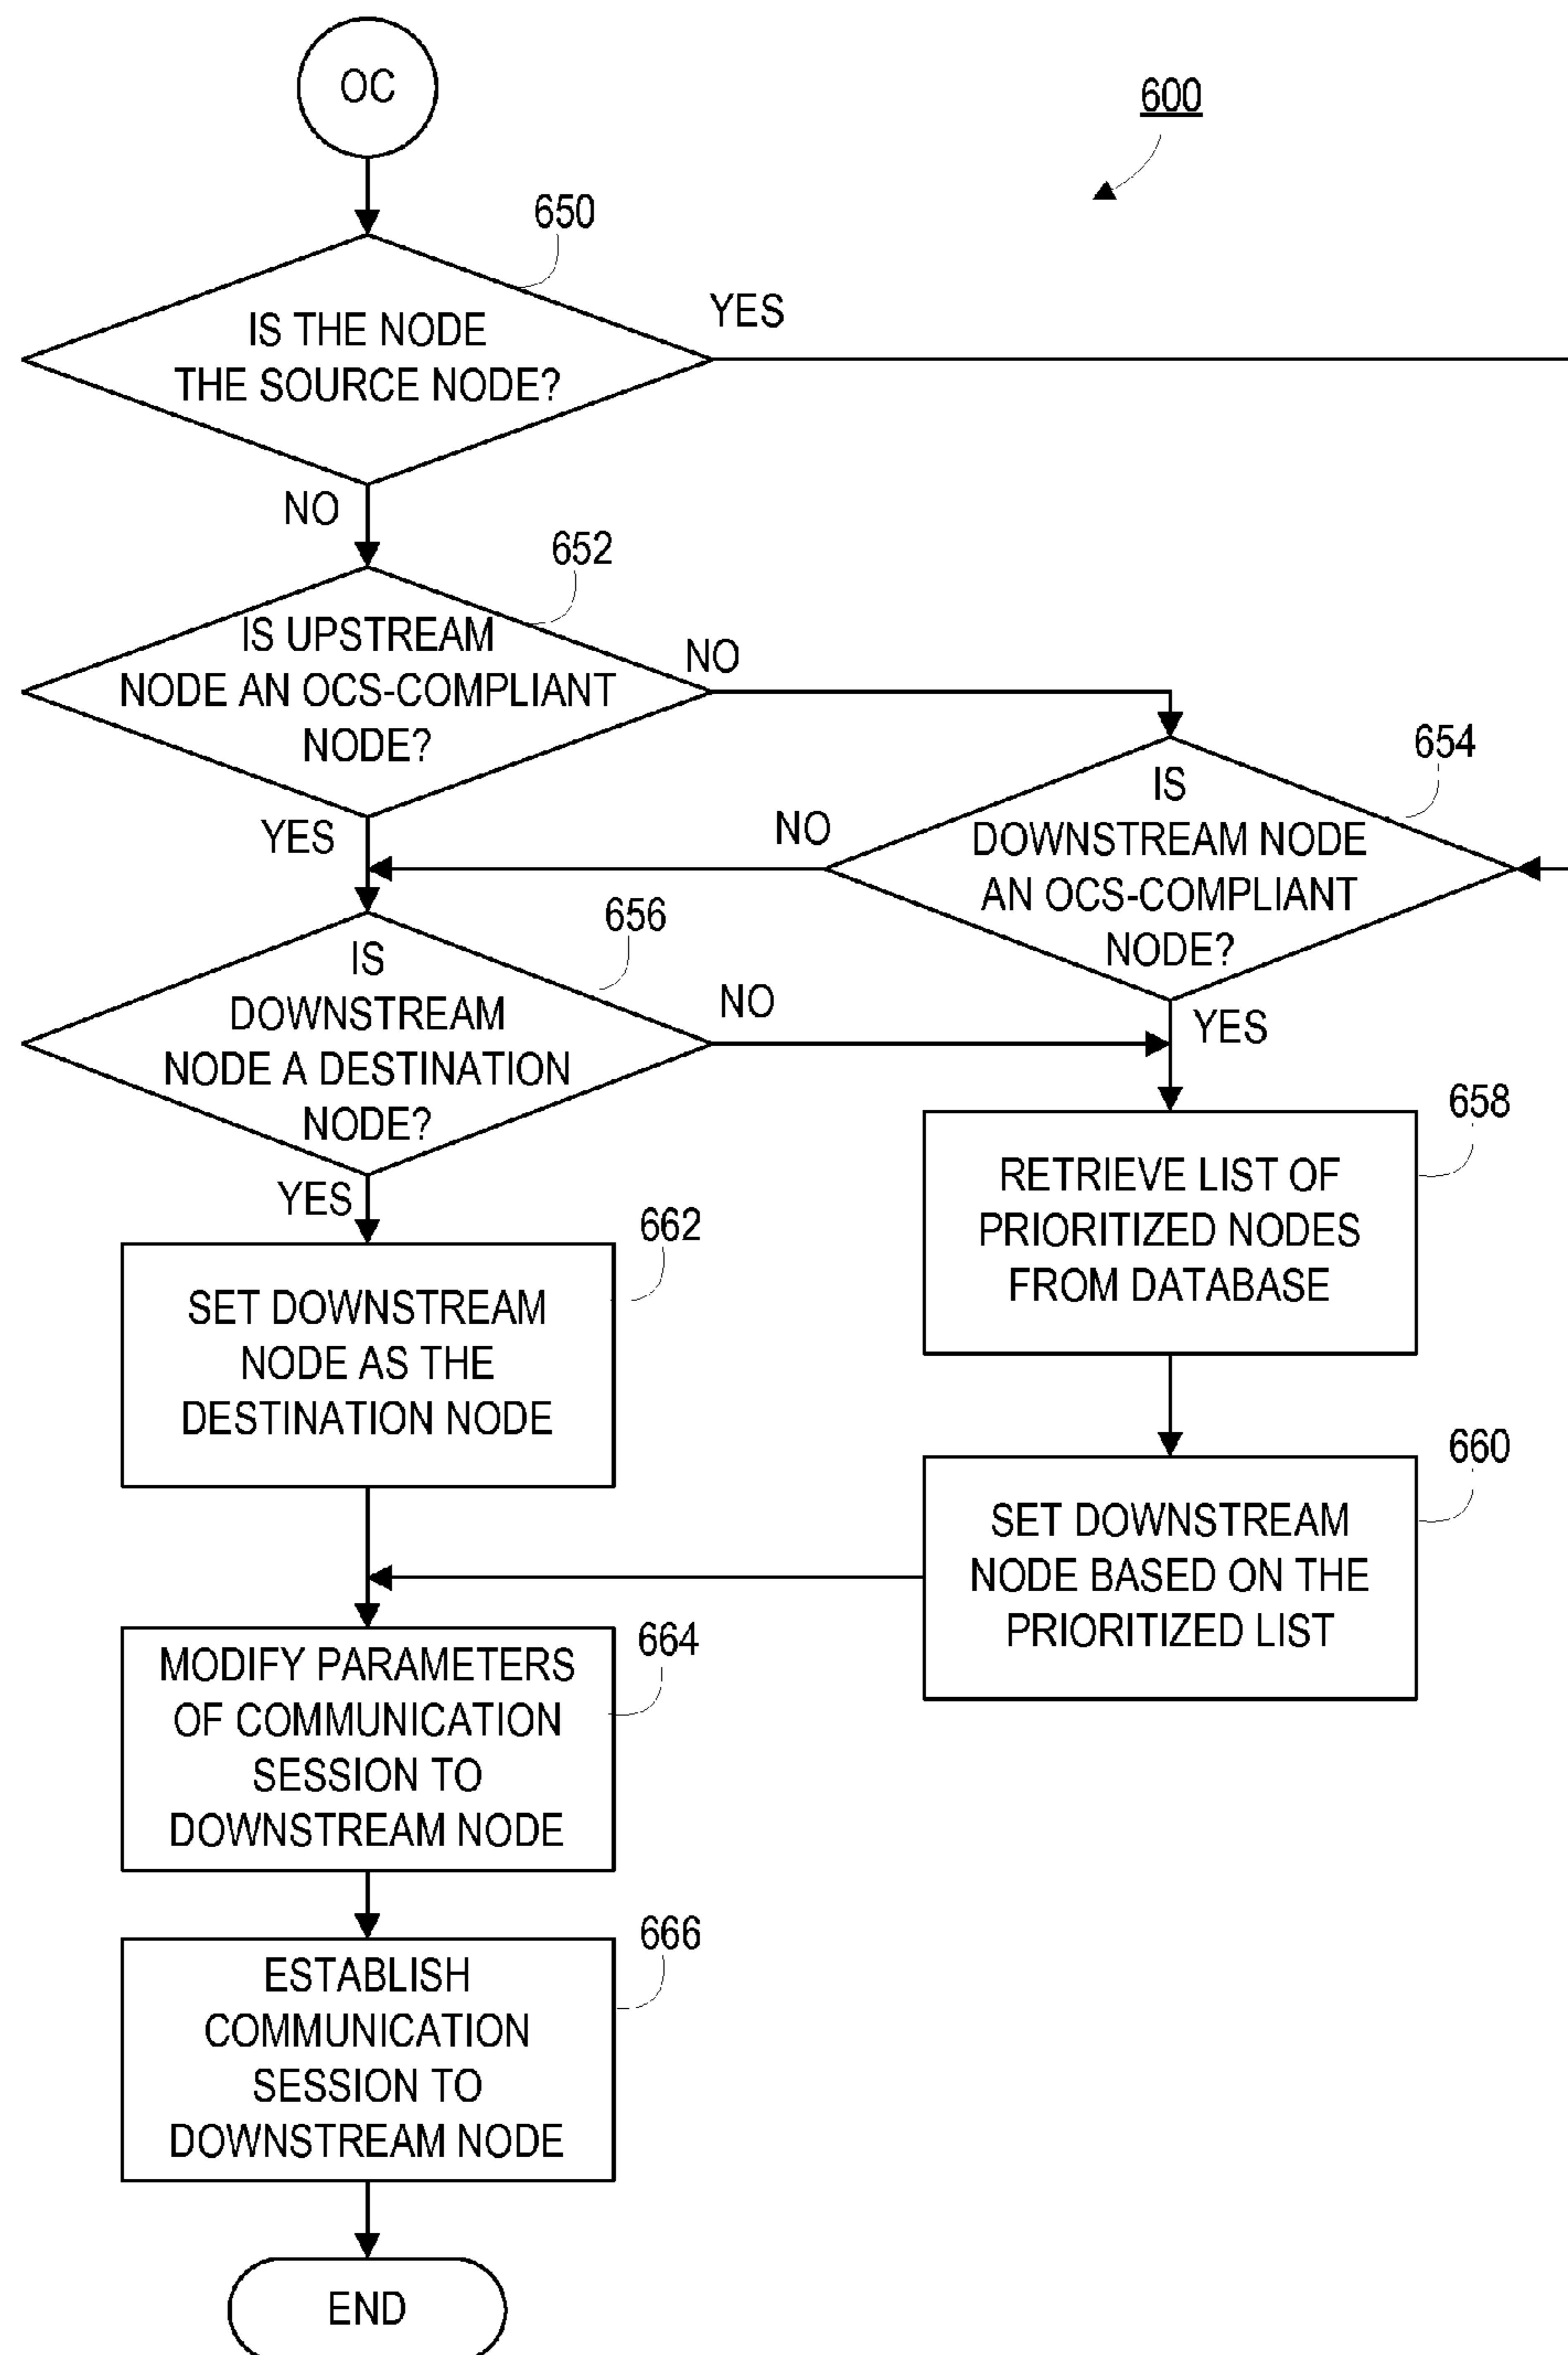 OC
600
650
IS THE NODE
THE SOURCE NODE?
YES
NO
652
IS UPSTREAM
NODE AN OCS-COMPLIANT
NODE?
NO
YES
654
IS
DOWNSTREAM NODE
AN OCS-COMPLIANT
NODE?
NO
YES
656
IS
DOWNSTREAM
NODE A DESTINATION
NODE?
NO
YES
658
RETRIEVE LIST OF
PRIORITIZED NODES
FROM DATABASE
662
SET DOWNSTREAM
NODE AS THE
DESTINATION NODE
660
SET DOWNSTREAM
NODE BASED ON THE
PRIORITIZED LIST
664
MODIFY PARAMETERS
OF COMMUNICATION
SESSION TO
DOWNSTREAM NODE
666
ESTABLISH
COMMUNICATION
SESSION TO
DOWNSTREAM NODE
END